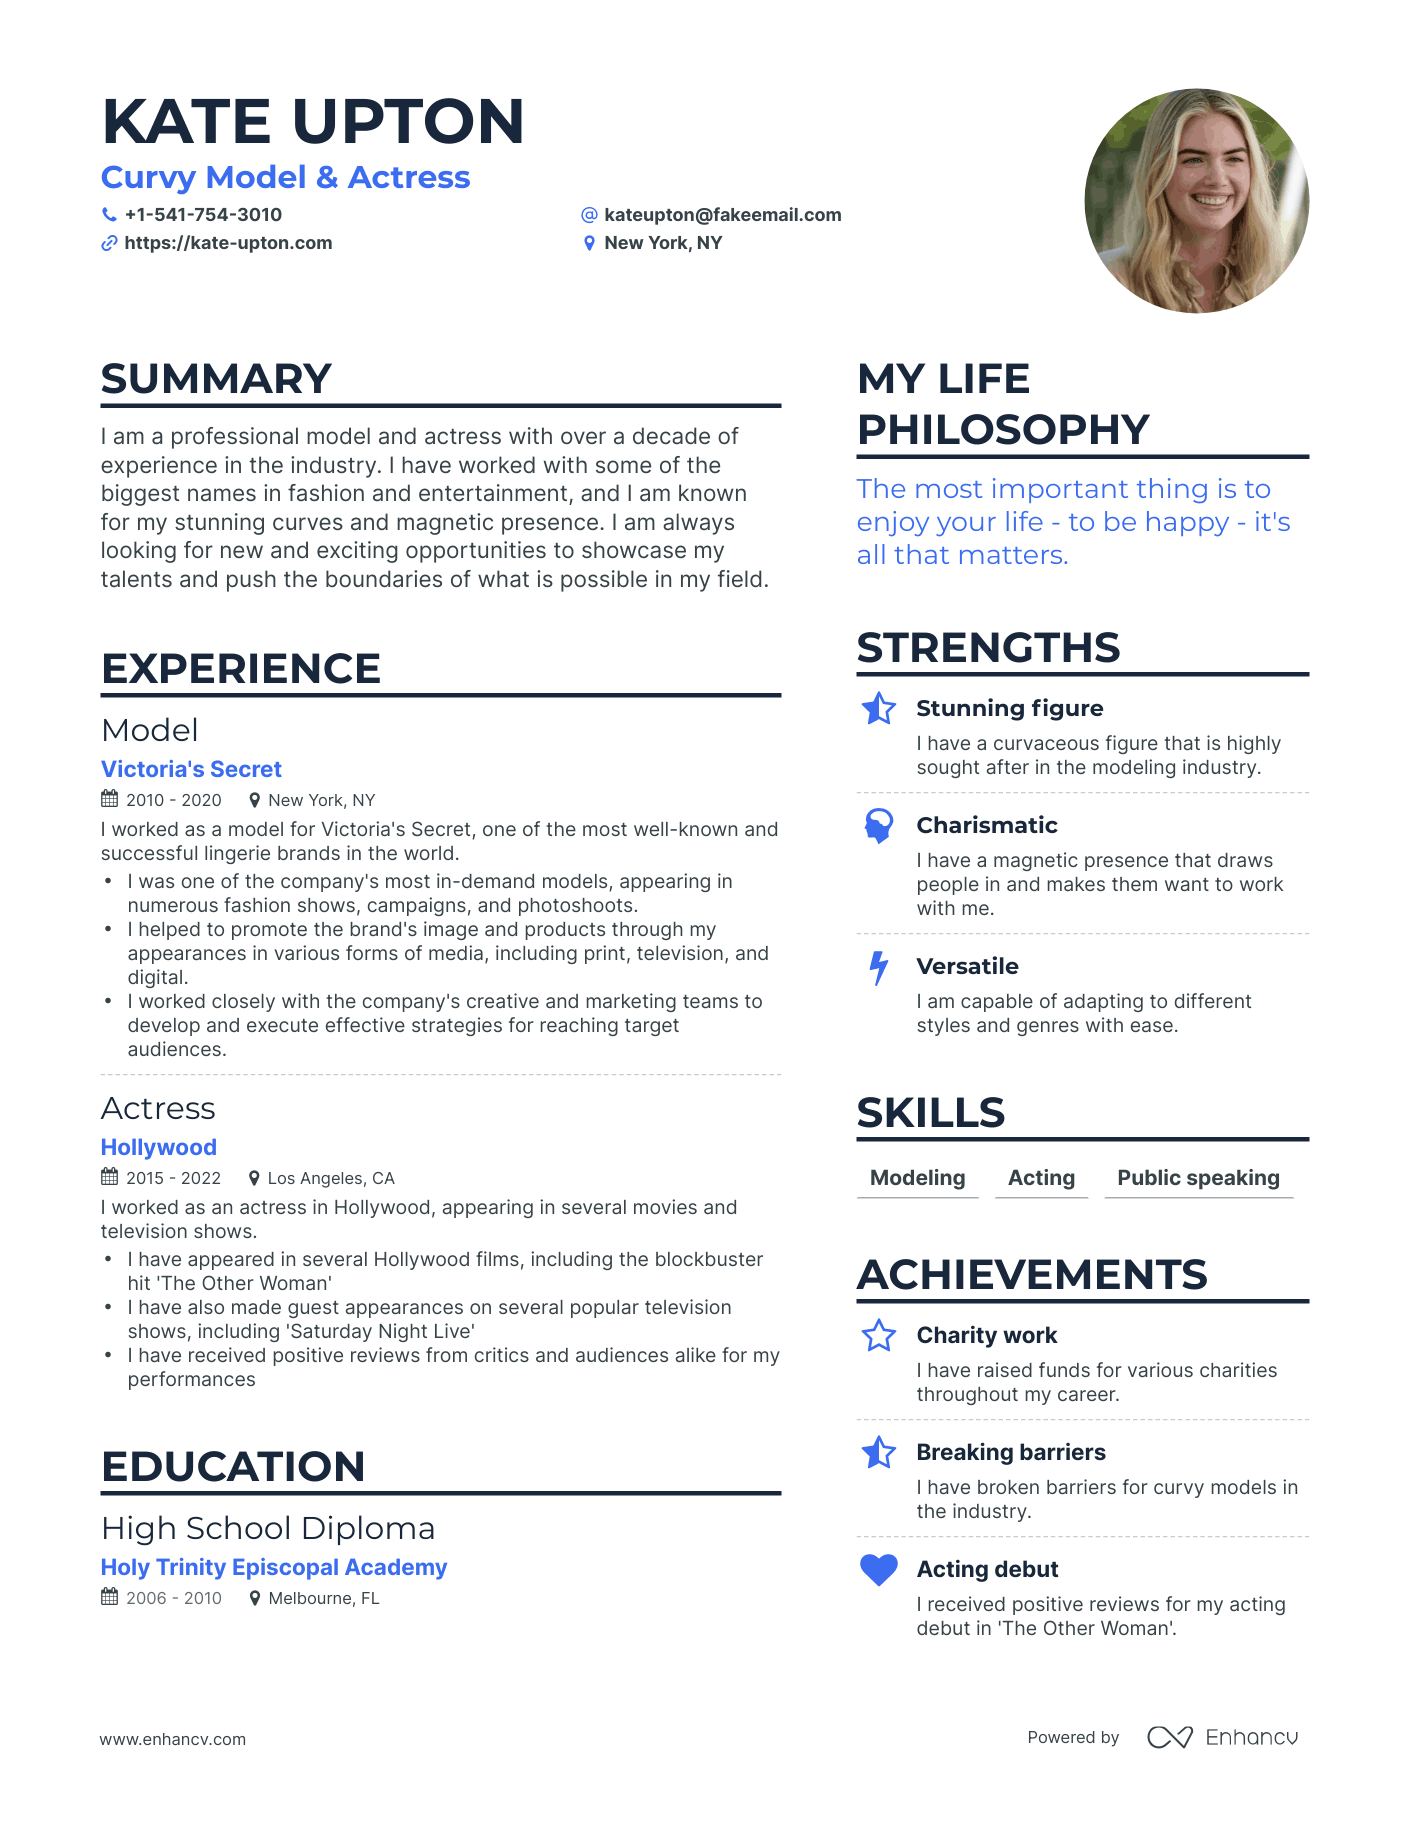 KATE UPTON
Curvy Model & Actress
+1-541-754-3010
kateupton@fakeemail.com
https://kate-upton.com
New York, NY
SUMMARY
I am a professional model and actress with over a decade of
experience in the industry. I have worked with some of the
biggest names in fashion and entertainment, and I am known
for my stunning curves and magnetic presence. I am always
looking for new and exciting opportunities to showcase my
talents and push the boundaries of what is possible in my field.
EXPERIENCE
Model
Victoria's Secret
2010 - 2020 New York, NY
I worked as a model for Victoria's Secret, one of the most well-known and
successful lingerie brands in the world.
• I was one of the company's most in-demand models, appearing in
numerous fashion shows, campaigns, and photoshoots.
• I helped to promote the brand's image and products through my
appearances in various forms of media, including print, television, and
digital.
• I worked closely with the company's creative and marketing teams to
develop and execute effective strategies for reaching target
audiences.
Actress
Hollywood
2015 - 2022 Los Angeles, CA
I worked as an actress in Hollywood, appearing in several movies and
television shows.
• I have appeared in several Hollywood films, including the blockbuster
hit 'The Other Woman'
• I have also made guest appearances on several popular television
shows, including 'Saturday Night Live'
• I have received positive reviews from critics and audiences alike for my
performances
EDUCATION
High School Diploma
Holy Trinity Episcopal Academy
2006 - 2010 Melbourne, FL
MY LIFE
PHILOSOPHY
The most important thing is to
enjoy your life - to be happy - it's
all that matters.
STRENGTHS
Stunning figure
I have a curvaceous figure that is highly
sought after in the modeling industry.
Charismatic
I have a magnetic presence that draws
people in and makes them want to work
with me.
Versatile
I am capable of adapting to different
styles and genres with ease.
SKILLS
Modeling Acting Public speaking
ACHIEVEMENTS
Charity work
I have raised funds for various charities
throughout my career.
Breaking barriers
I have broken barriers for curvy models in
the industry.
Acting debut
I received positive reviews for my acting
debut in 'The Other Woman'.
www.enhancv.com
Powered by Enhancv